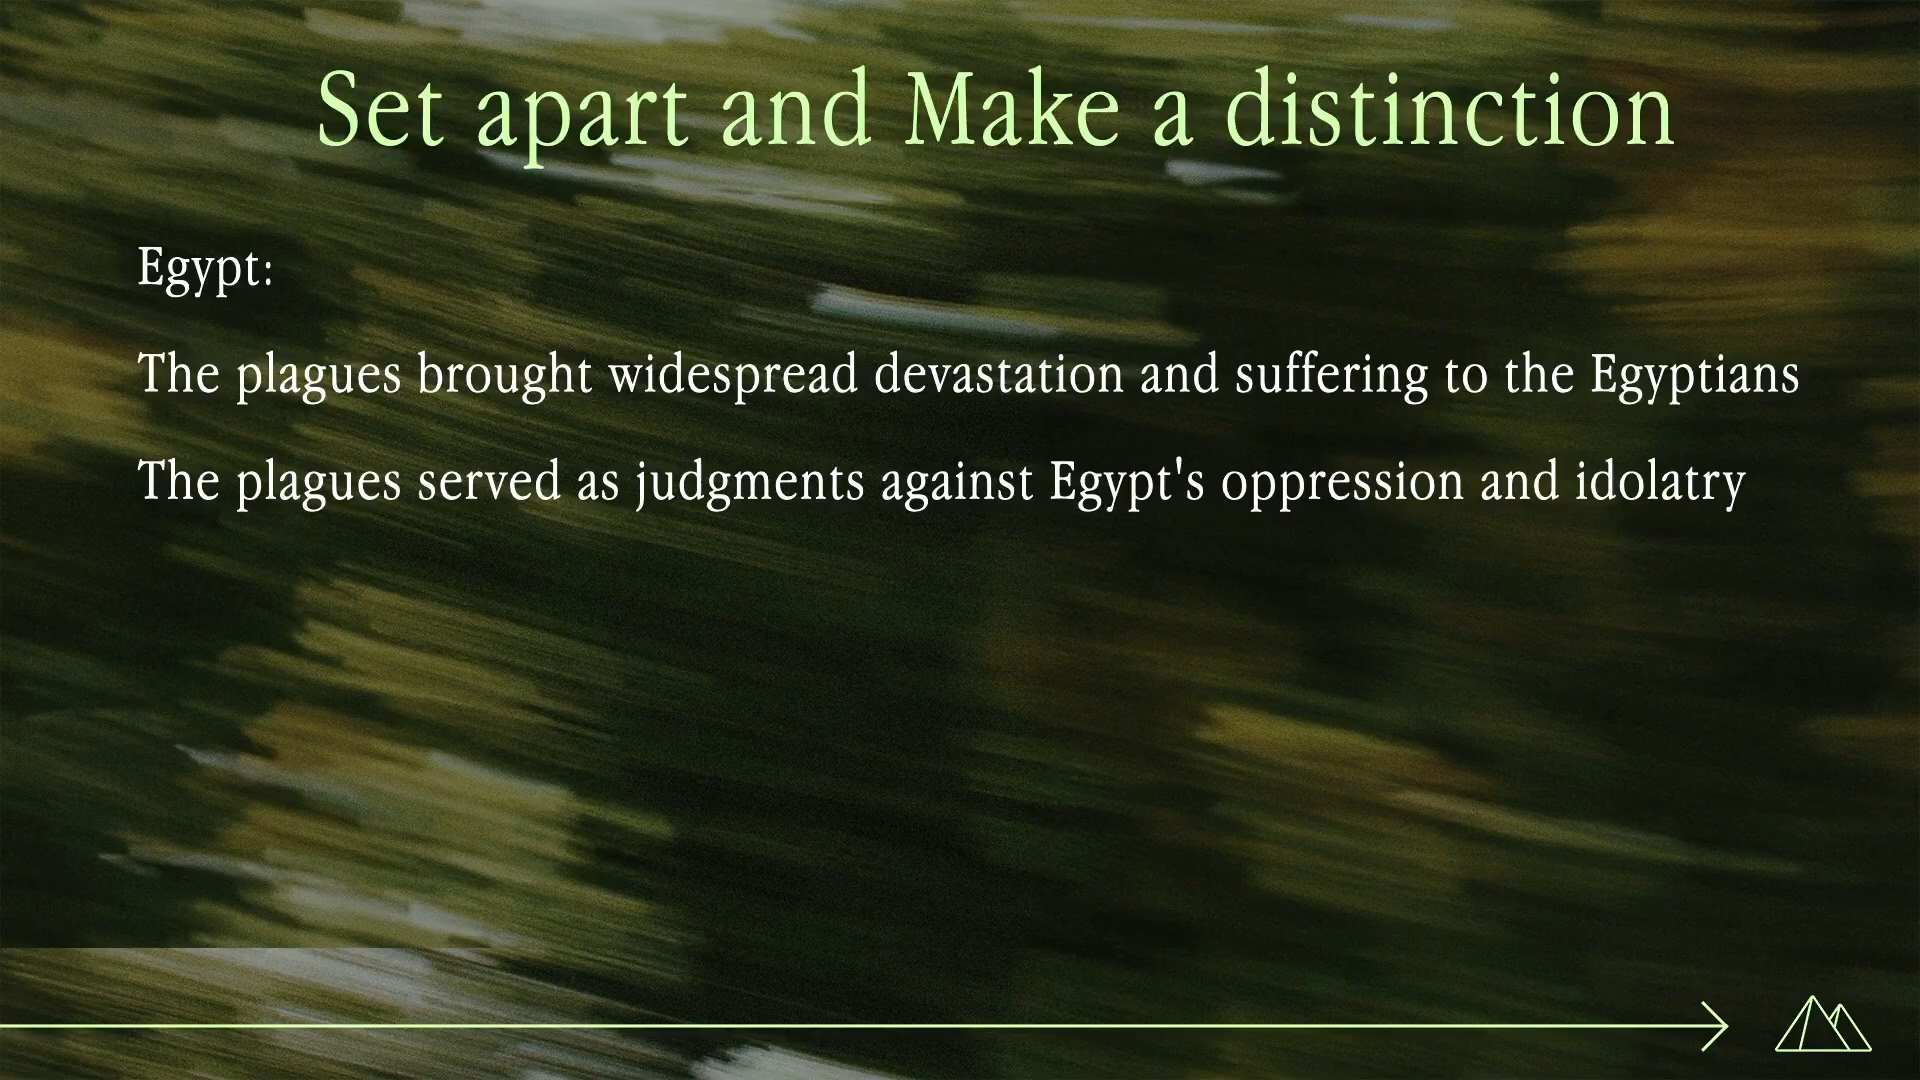 Set apart and Make a distinction
Egypt:
The plagues brought widespread devastation and suffering to the Egyptians
The plagues served as judgments against Egypt's oppression and idolatry